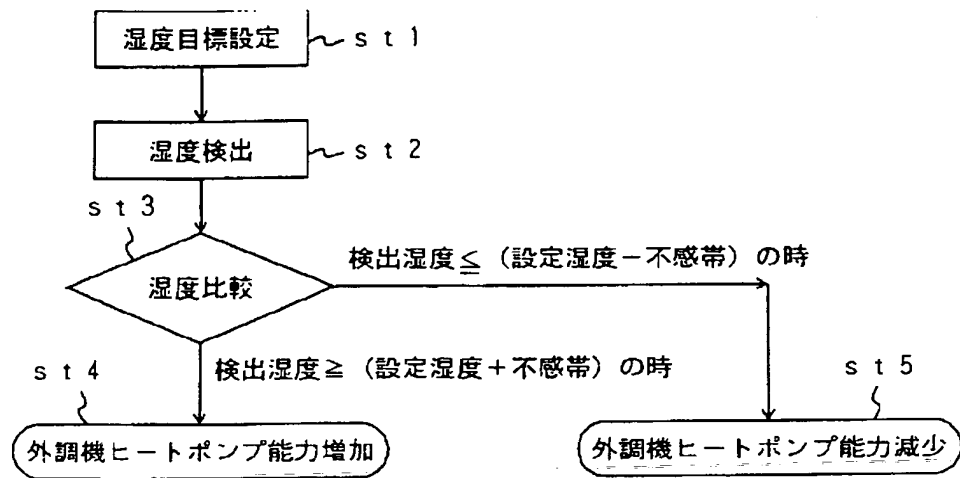 湿度目標設定
st1
湿度検出
st2
st3
湿度比較
検出湿度≦(設定湿度−不感帯)の時
検出湿度≧(設定湿度+不感帯)の時
st4
st5
外調機ヒートポンプ能力増加
外調機ヒートポンプ能力減少